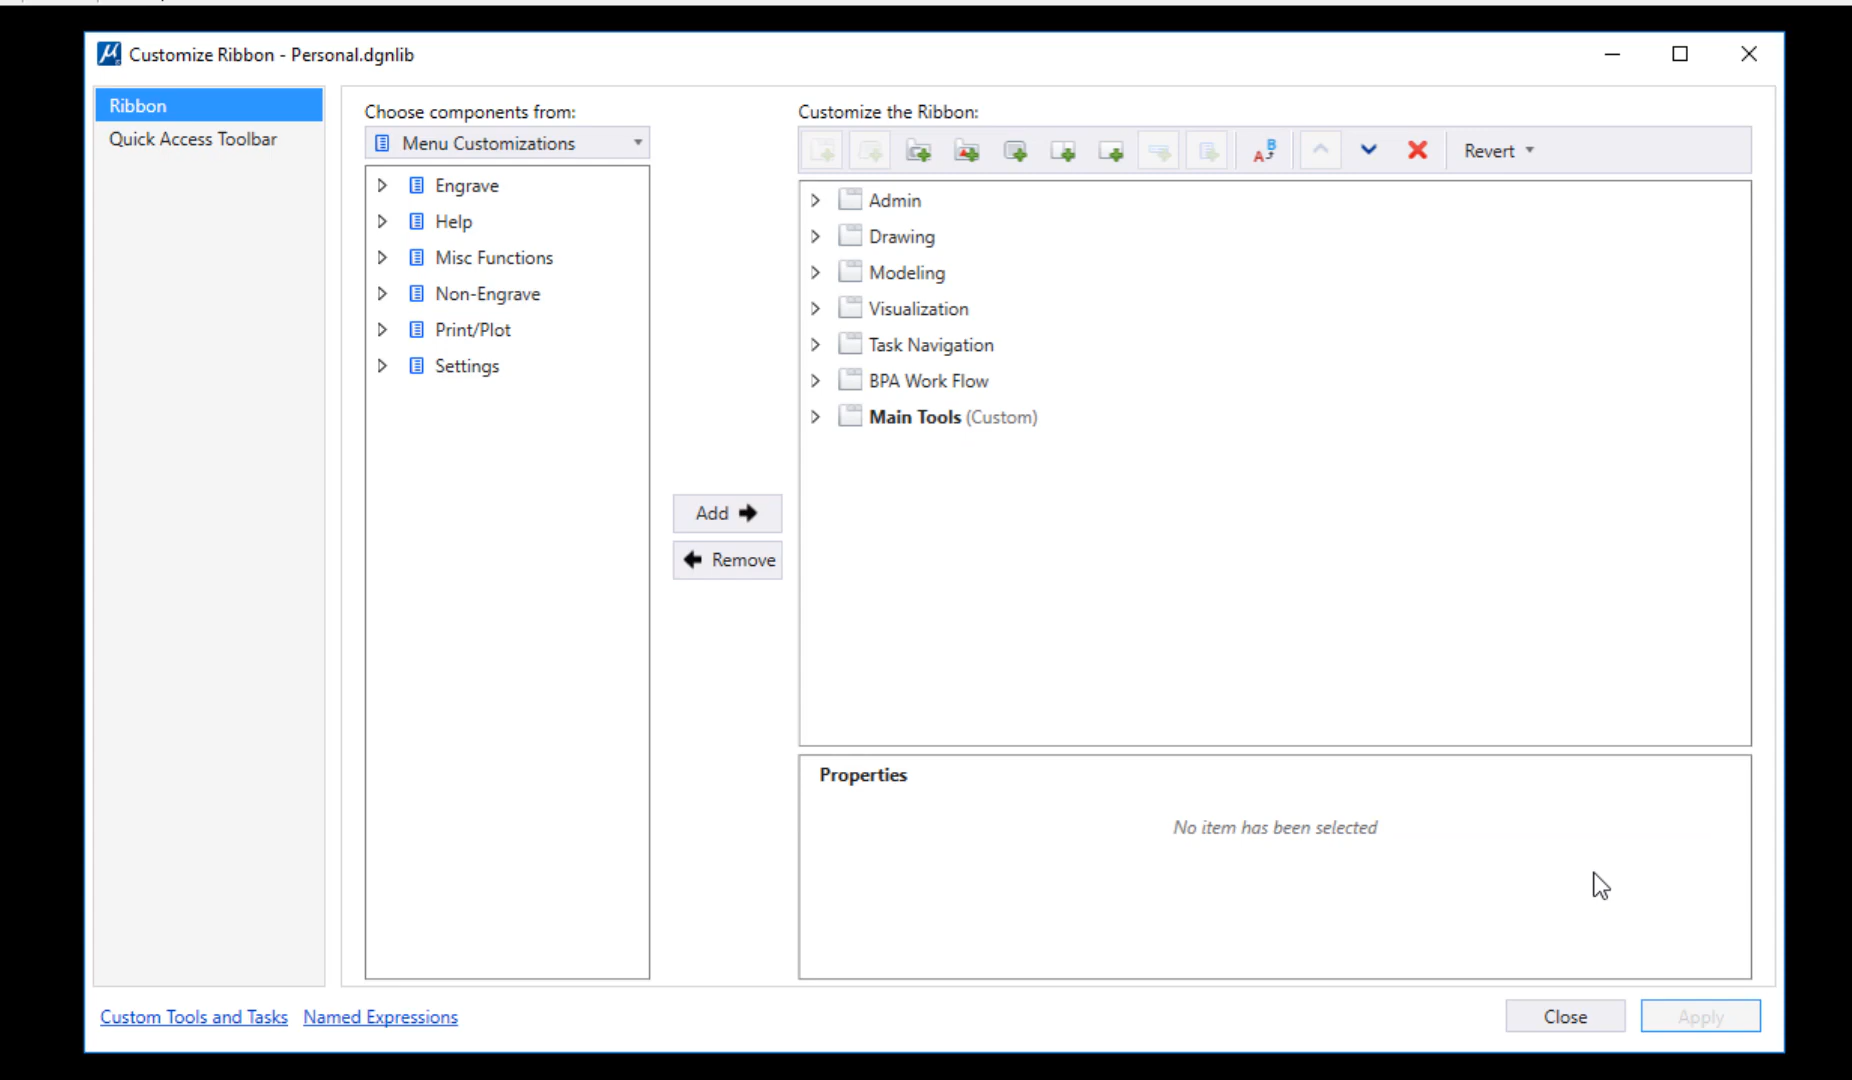 Customize Ribbon - Personal.dgnlib
Ribbon
Quick Access Toolbar
Choose components from:
Menu Customizations
Engrave
Help
Misc Functions
Non-Engrave
Print/Plot
Settings
Add
Remove
Customize the Ribbon:
Revert
Admin
Drawing
Modeling
Visualization
Task Navigation
BPA Work Flow
Main Tools (Custom)
Properties
No item has been selected
Custom Tools and Tasks Named Expressions
Close Apply